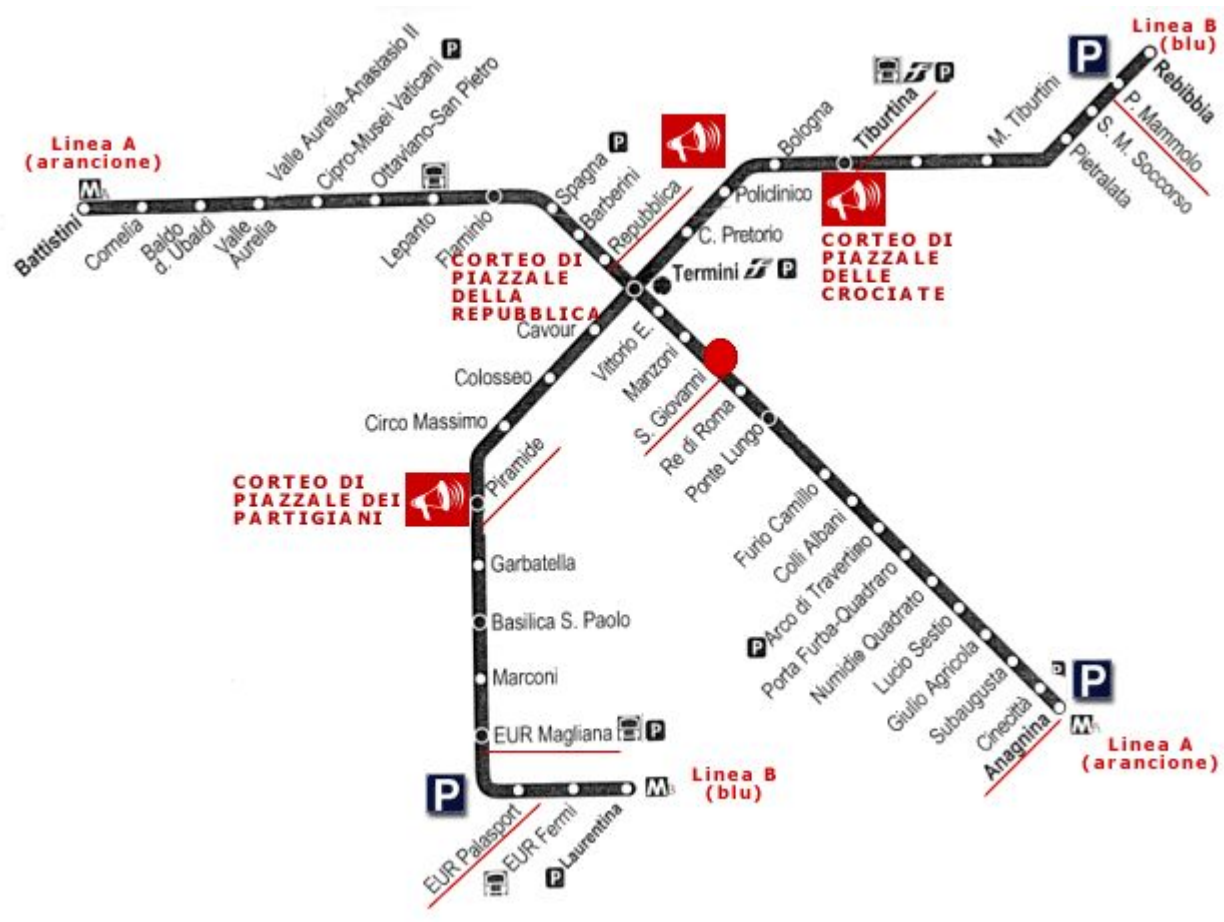 Linea B
(blu)
P
Rebibbia
P. Mammolo
S. M. Soccorso
Pietralata
M. Tiburtini
P
Tiburtina
Bologna
Policlinico
C. Pretorio
Termini
P
CORTEO DI
PIAZZALE
DELLE
CROCIATE
Linea A
(arancione)
M
Battistini
Cornelia
Baldo
d. Ubaldi
Valle
Aurelia
Valle Aurelia-Anastasio II
Cipro-Musei Vaticani
P
Ottaviano-San Pietro
Lepanto
Flaminio
Spagna
P
Barberini
Repubblica
CORTEO DI
PIAZZALE
DELLA
REPUBBLICA
Cavour
Colosseo
Circo Massimo
Piramide
CORTEO DI
PIAZZALE DEI
PARTIGIANI
Garbatella
Basilica S. Paolo
Marconi
EUR Magliana
P
P
EUR Palasport
EUR Fermi
P
Laurentina
M
B
Linea B
(blu)
Vittorio E.
Manzoni
S. Giovanni
Re di Roma
Ponte Lungo
Furio Camillo
Colli Albani
P
Arco di Travertino
Porta Furba-Quadraro
Numidio Quadrato
Lucio Sestio
Giulio Agricola
Subaugusta
Cinecittà
Anagnina
P
M
Linea A
(arancione)